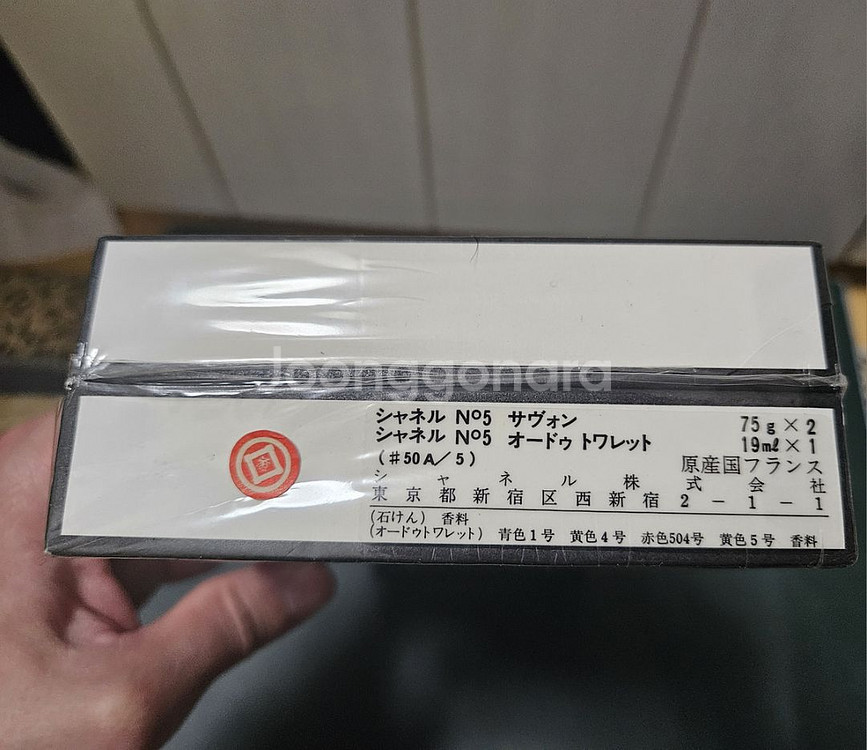 Joonggonara
シャネル Nº5 サヴォン 75g×2
シャネル Nº5 オードゥ トワレット 19mℓ×1
(♯50A/5) 原産国フランス
シャネル株式会社
東京都新宿区西新宿2-1-1
(石けん) 香料
(オードゥトワレット) 青色1号 黄色4号 赤色504号 黄色5号 香料